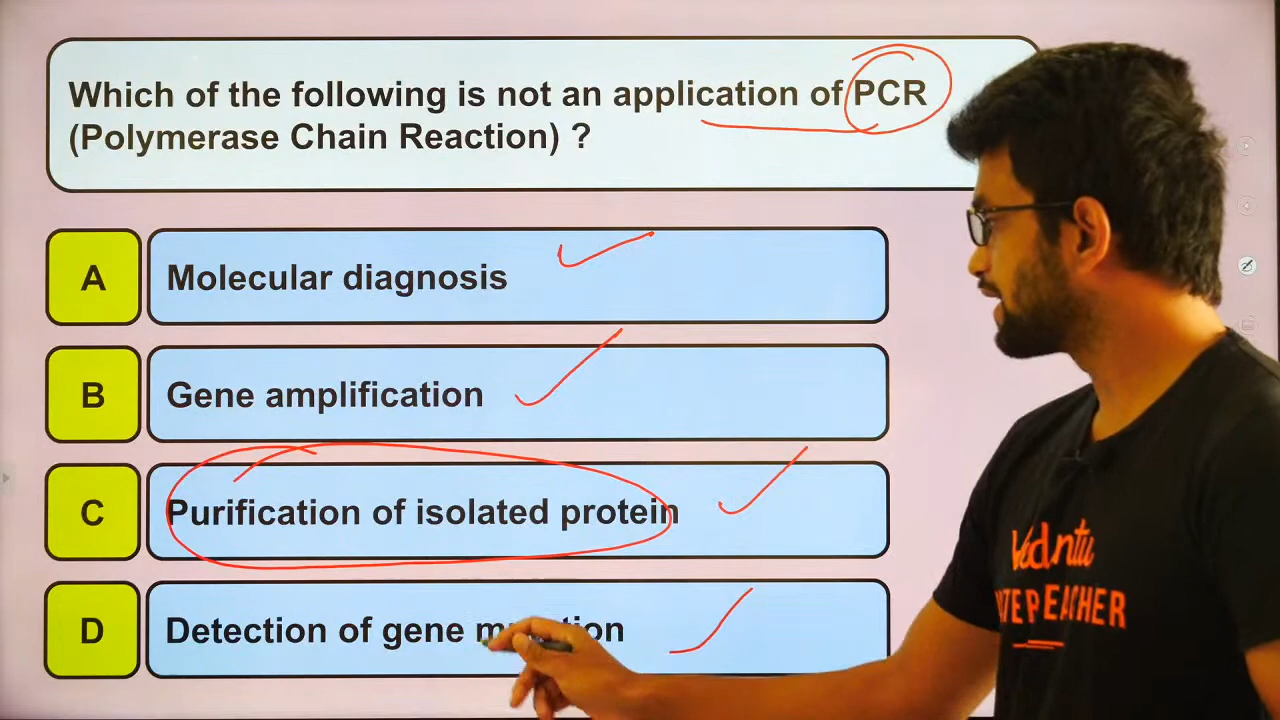 Which of the following is not an application of PCR
(Polymerase Chain Reaction) ?
A
Molecular diagnosis
B
Gene amplification
C
Purification of isolated protein
D
Detection of gene
Vedantu